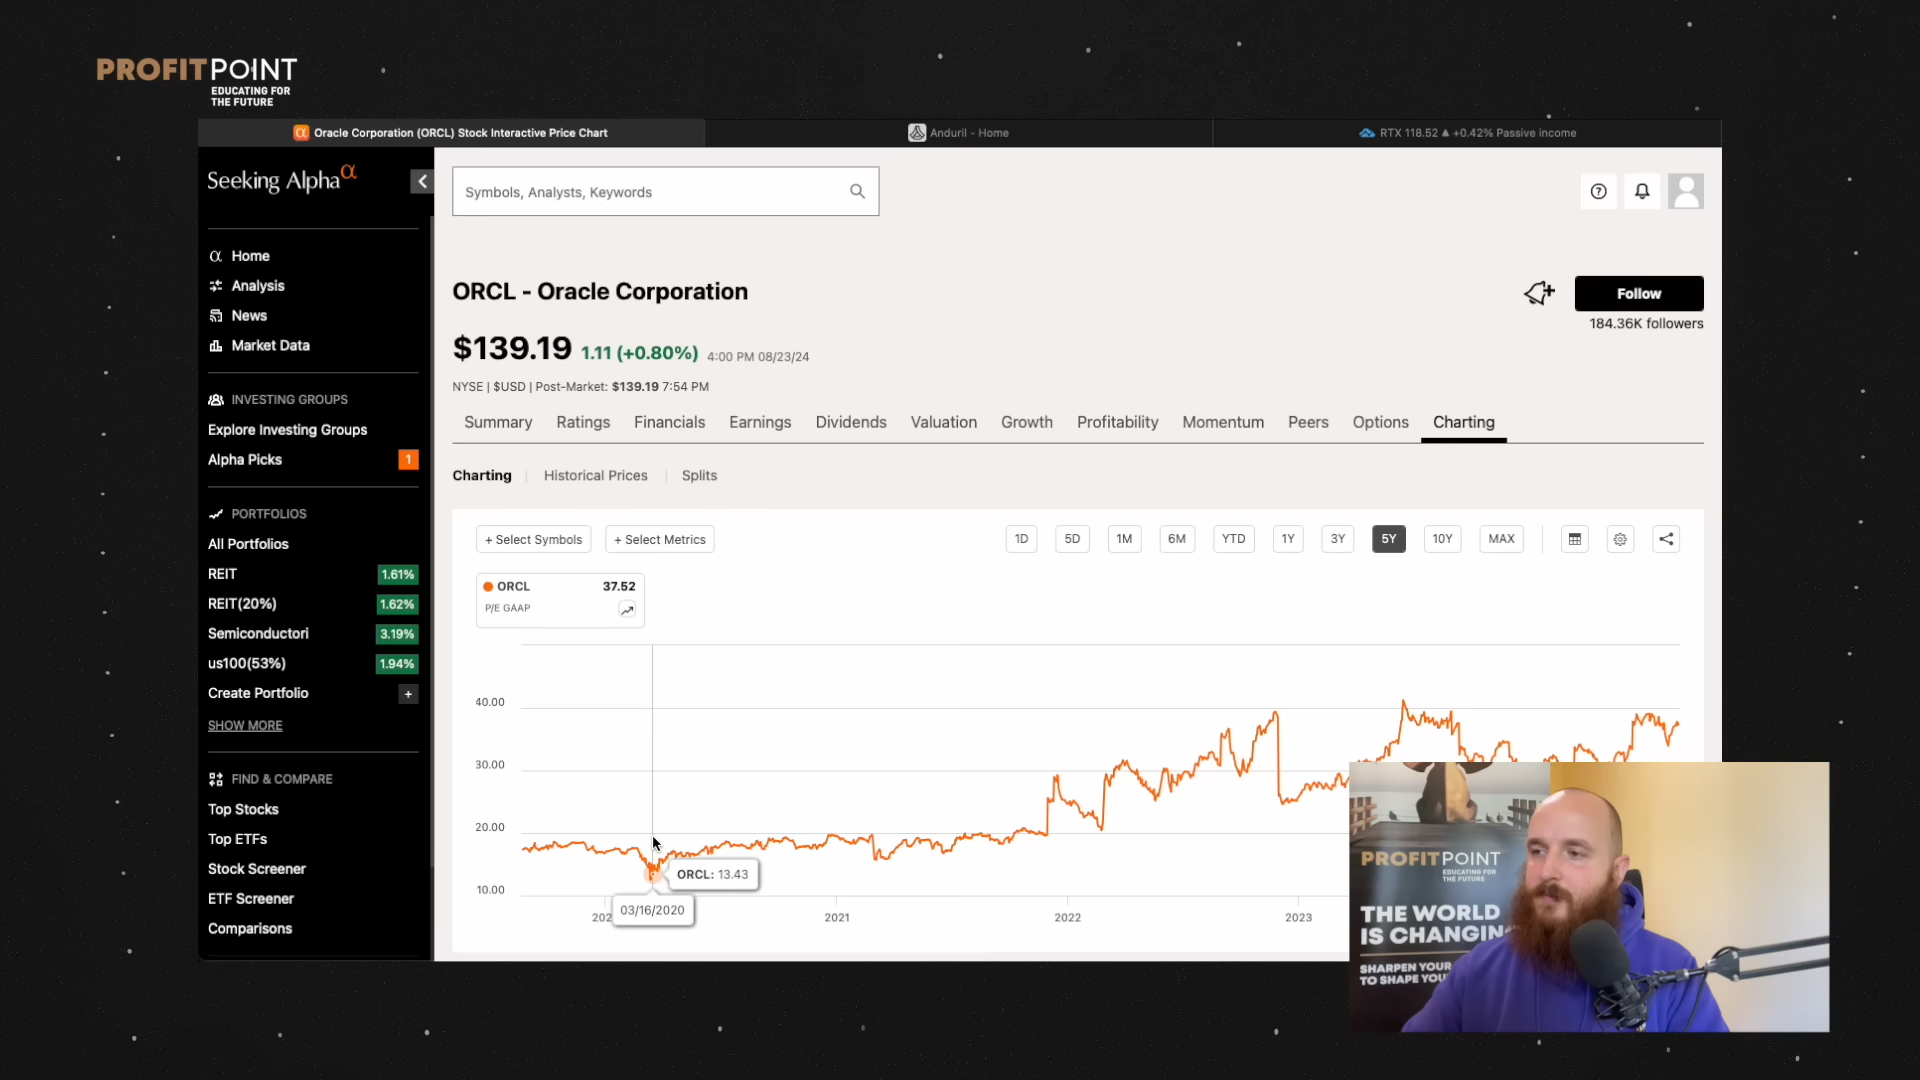 PROFITPOINT
EDUCATING FOR
THE FUTURE
Oracle Corporation (ORCL) Stock Interactive Price Chart
Anduril - Home
RTX 118.52 ▲ +0.42% Passive income
Seeking Alpha α
Symbols, Analysts, Keywords
Home
Analysis
News
Market Data
INVESTING GROUPS
Explore Investing Groups
Alpha Picks 1
PORTFOLIOS
All Portfolios
REIT 1.61%
REIT(20%) 1.62%
Semiconductori 3.19%
us100(53%) 1.94%
Create Portfolio +
SHOW MORE
FIND & COMPARE
Top Stocks
Top ETFs
Stock Screener
ETF Screener
Comparisons
ORCL - Oracle Corporation
Follow
184.36K followers
$139.19 1.11 (+0.80%) 4:00 PM 08/23/24
NYSE | $USD | Post-Market: $139.19 7:54 PM
Summary Ratings Financials Earnings Dividends Valuation Growth Profitability Momentum Peers Options Charting
Charting | Historical Prices | Splits
+ Select Symbols + Select Metrics 1D 5D 1M 6M YTD 1Y 3Y 5Y 10Y MAX
ORCL 37.52
P/E GAAP
40.00
30.00
20.00
10.00
ORCL: 13.43
03/16/2020
202 2021 2022 2023
PROFITPOINT
EDUCATING FOR
THE FUTURE
THE WORLD
IS CHANGIN
SHARPEN YOUR
TO SHAPE YOU